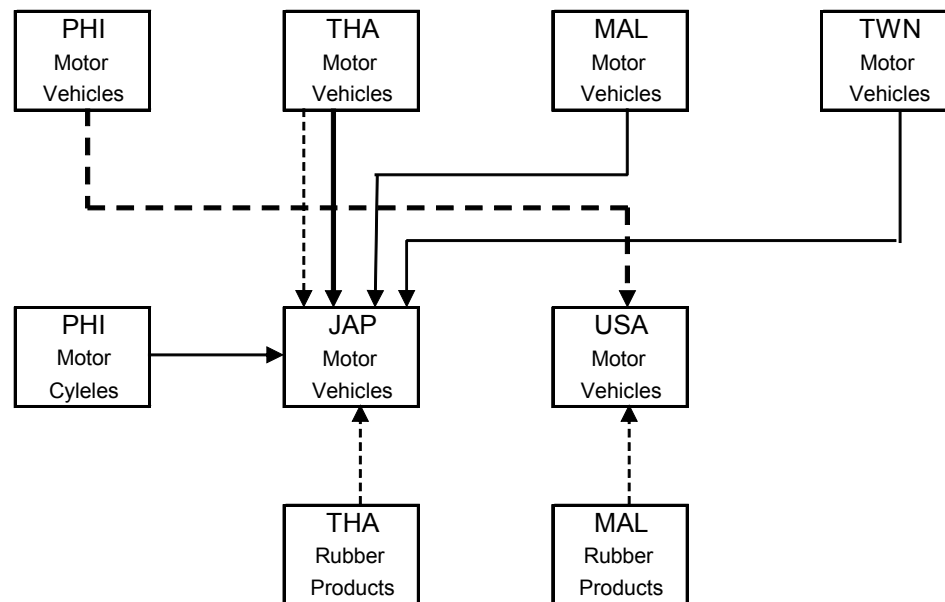 PHI
Motor
Vehicles
THA
Motor
Vehicles
MAL
Motor
Vehicles
TWN
Motor
Vehicles
PHI
Motor
Cyleles
JAP
Motor
Vehicles
USA
Motor
Vehicles
THA
Rubber
Products
MAL
Rubber
Products